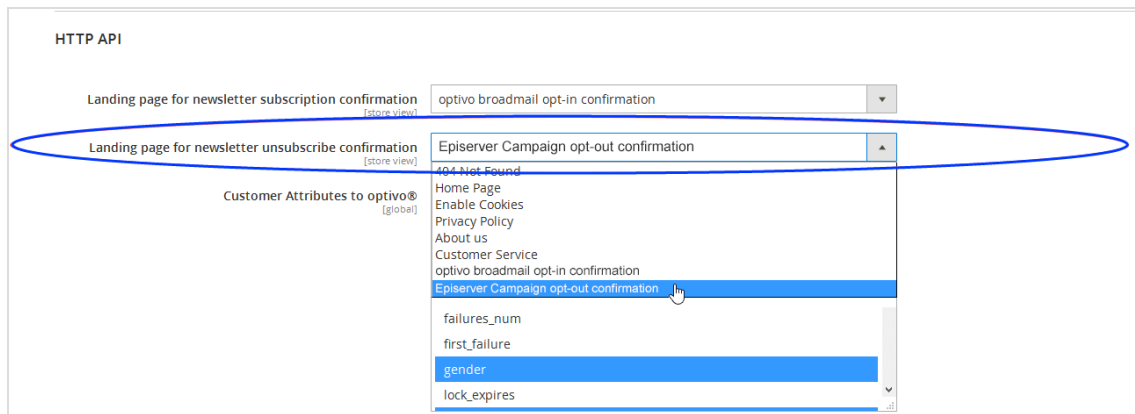 HTTP API
Landing page for newsletter subscription confirmation
[store view]
optivo broadmail opt-in confirmation
Landing page for newsletter unsubscribe confirmation
[store view]
Episerver Campaign opt-out confirmation
404 Not Found
Home Page
Enable Cookies
Privacy Policy
About us
Customer Service
optivo broadmail opt-in confirmation
Episerver Campaign opt-out confirmation
Customer Attributes to optivo®
[global]
failures_num
first_failure
gender
lock_expires